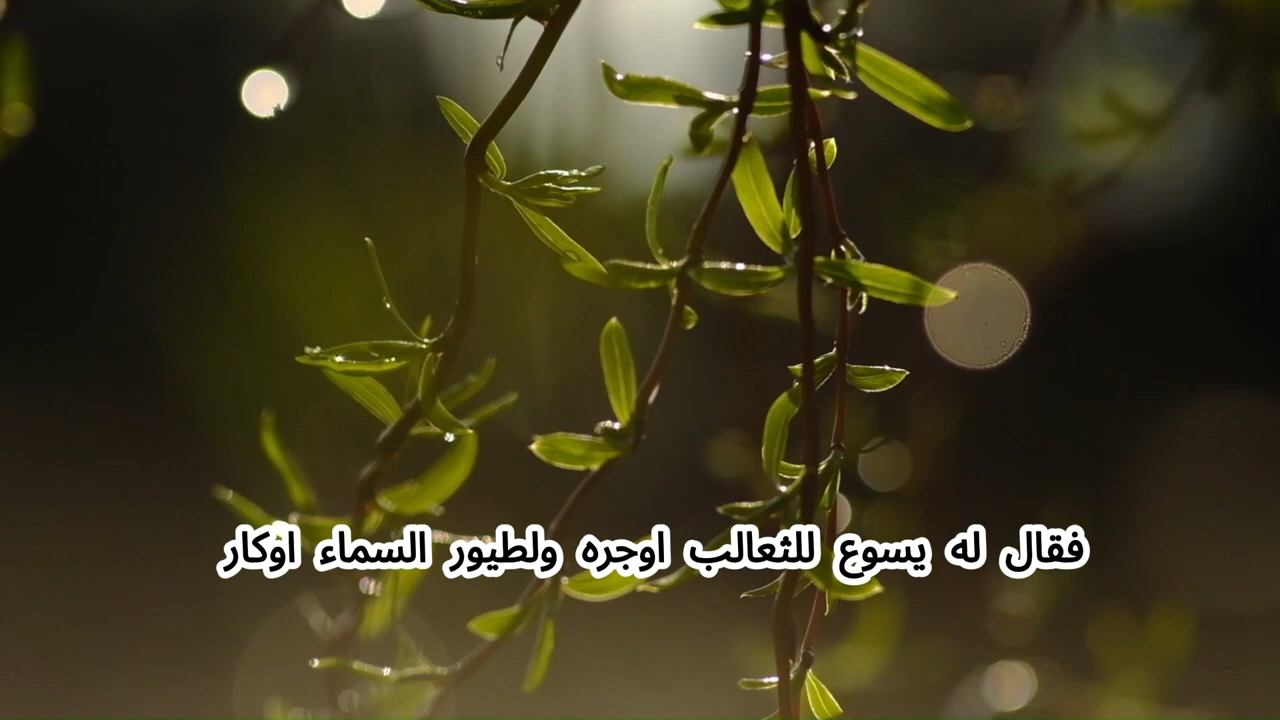 فقال له يسوع للثعالب اوجره ولطيور السماء اوكار